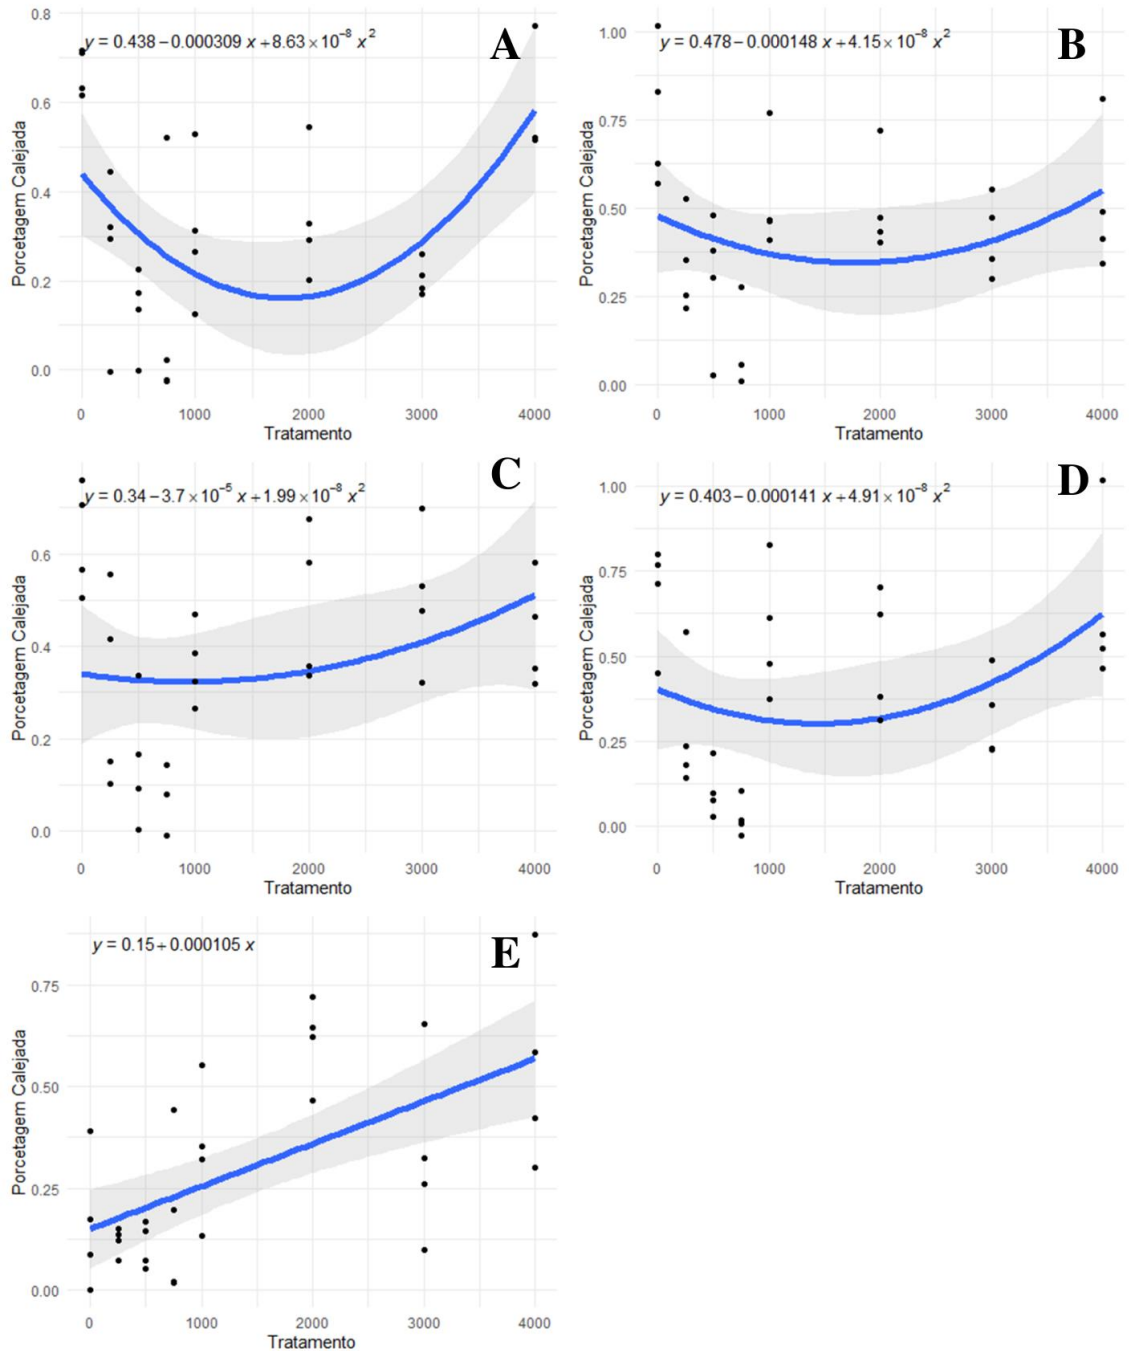 y = 0.438 − 0.000309 x + 8.63 × 10⁻⁸ x²
A
0.8
0.6
0.4
0.2
0.0
Porcetagem Calejada
0 1000 2000 3000 4000
Tratamento
y = 0.478 − 0.000148 x + 4.15 × 10⁻⁸ x²
B
1.00
0.75
0.50
0.25
0.00
Porcetagem Calejada
0 1000 2000 3000 4000
Tratamento
y = 0.34 − 3.7 × 10⁻⁵ x + 1.99 × 10⁻⁸ x²
C
0.6
0.4
0.2
0.0
Porcetagem Calejada
0 1000 2000 3000 4000
Tratamento
y = 0.403 − 0.000141 x + 4.91 × 10⁻⁸ x²
D
1.00
0.75
0.50
0.25
0.00
Porcetagem Calejada
0 1000 2000 3000 4000
Tratamento
y = 0.15 + 0.000105 x
E
0.75
0.50
0.25
0.00
Porcetagem Calejada
0 1000 2000 3000 4000
Tratamento